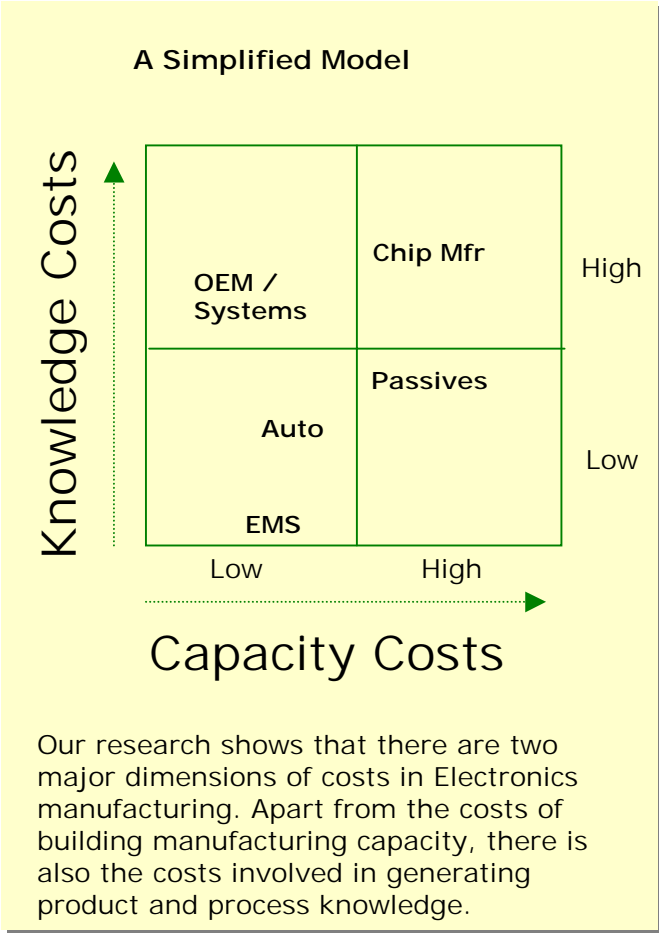 A Simplified Model
Knowledge Costs
Chip Mfr
OEM /
Systems
High
Passives
Auto
Low
EMS
Low High
Capacity Costs
Our research shows that there are two
major dimensions of costs in Electronics
manufacturing. Apart from the costs of
building manufacturing capacity, there is
also the costs involved in generating
product and process knowledge.